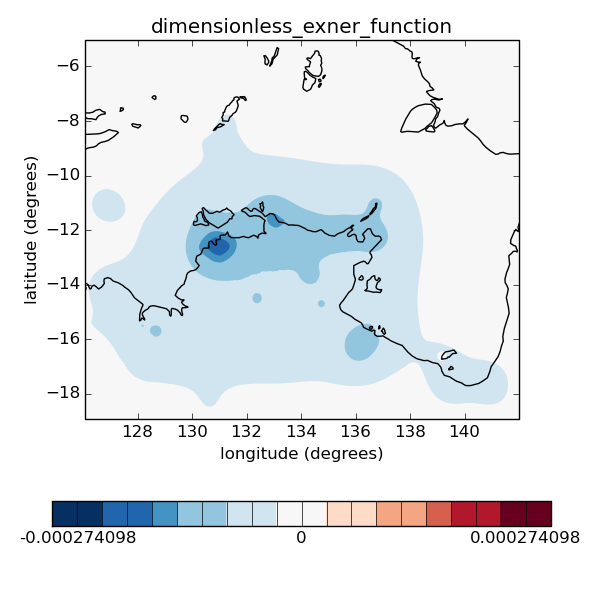 dimensionless_exner_function
−6
−8
−10
−12
−14
−16
−18
latitude (degrees)
128 130 132 134 136 138 140
longitude (degrees)
-0.000274098 0 0.000274098